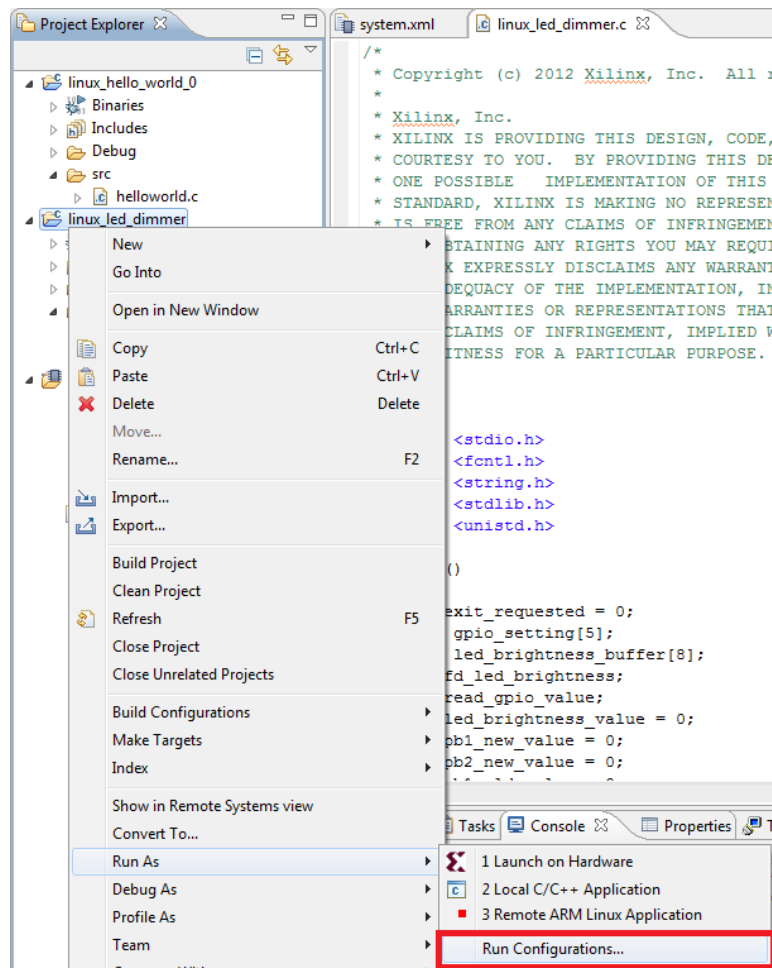 Project Explorer
linux_hello_world_0
Binaries
Includes
Debug
src
helloworld.c
linux_led_dimmer
New
Go Into
Open in New Window
Copy Ctrl+C
Paste Ctrl+V
Delete Delete
Move...
Rename... F2
Import...
Export...
Build Project
Clean Project
Refresh F5
Close Project
Close Unrelated Projects
Build Configurations
Make Targets
Index
Show in Remote Systems view
Convert To...
Run As
Debug As
Profile As
Team
system.xml linux_led_dimmer.c
/*
* Copyright (c) 2012 Xilinx, Inc. All
*
* Xilinx, Inc.
* XILINX IS PROVIDING THIS DESIGN, CODE,
* COURTESY TO YOU. BY PROVIDING THIS DE
* ONE POSSIBLE IMPLEMENTATION OF THIS
* STANDARD, XILINX IS MAKING NO REPRESEN
* IS FREE FROM ANY CLAIMS OF INFRINGEMEN
BTAINING ANY RIGHTS YOU MAY REQUI
X EXPRESSLY DISCLAIMS ANY WARRANT
DEQUACY OF THE IMPLEMENTATION, IN
ARRANTIES OR REPRESENTATIONS THAT
CLAIMS OF INFRINGEMENT, IMPLIED W
ITNESS FOR A PARTICULAR PURPOSE.
<stdio.h>
<fcntl.h>
<string.h>
<stdlib.h>
<unistd.h>
()
exit_requested = 0;
gpio_setting[5];
led_brightness_buffer[8];
fd_led_brightness;
read_gpio_value;
led_brightness_value = 0;
pb1_new_value = 0;
pb2_new_value = 0;
Tasks Console Properties
1 Launch on Hardware
2 Local C/C++ Application
3 Remote ARM Linux Application
Run Configurations...